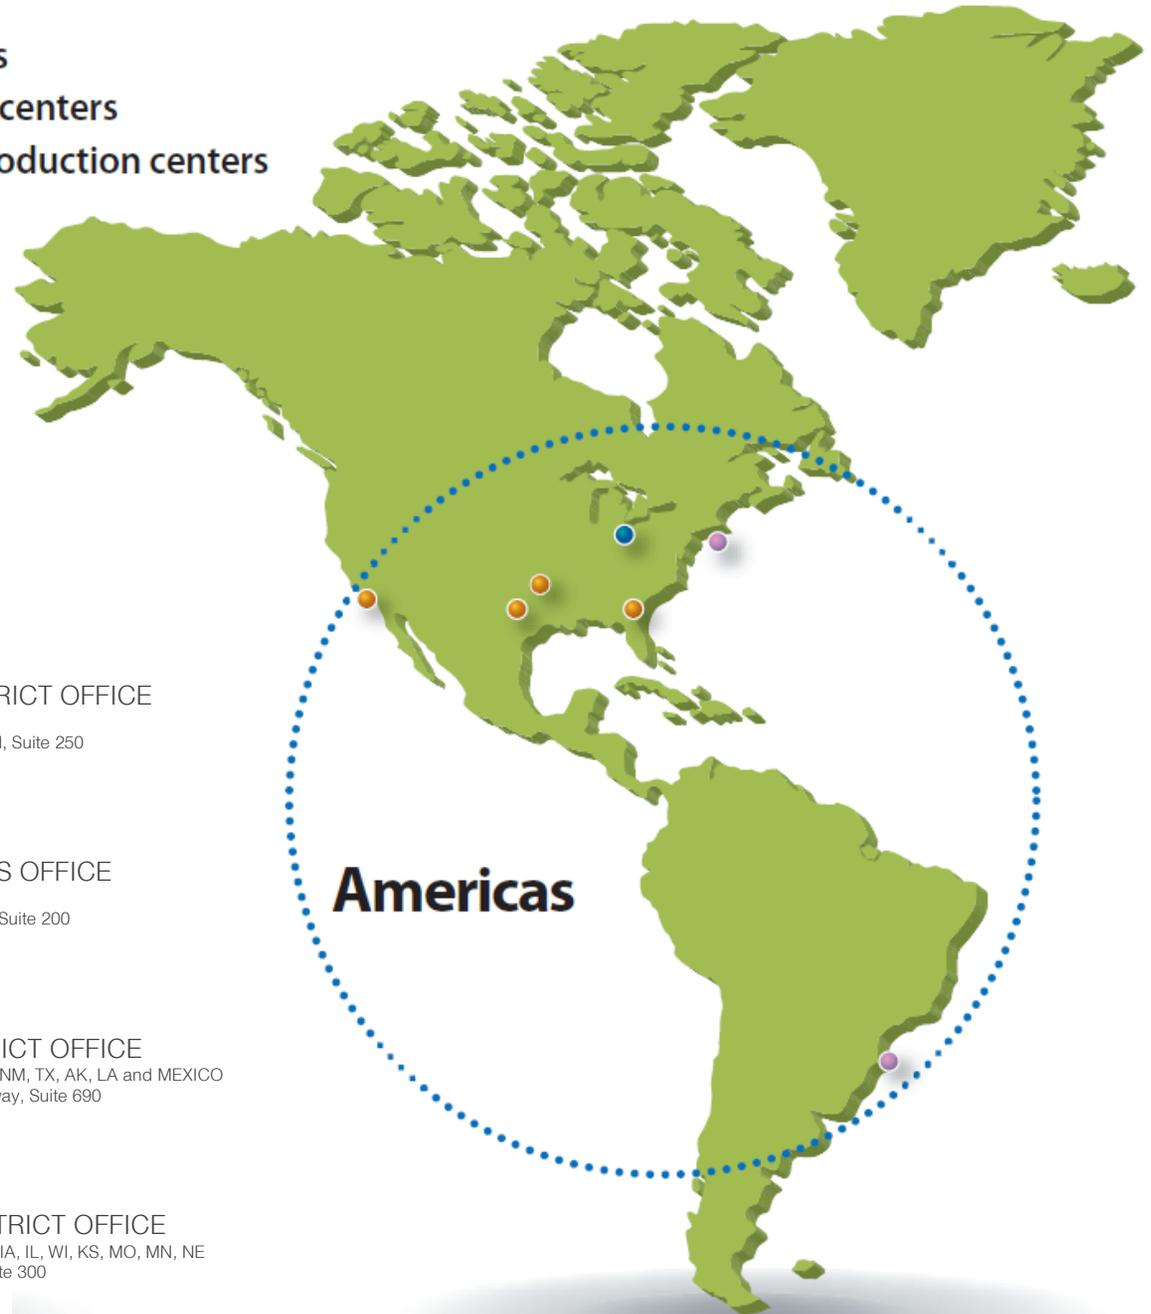 s
centers
oduction centers
RICT OFFICE
l, Suite 250
S OFFICE
Suite 200
Americas
ICT OFFICE
NM, TX, AK, LA and MEXICO
vay, Suite 690
TRICT OFFICE
IA, IL, WI, KS, MO, MN, NE
te 300